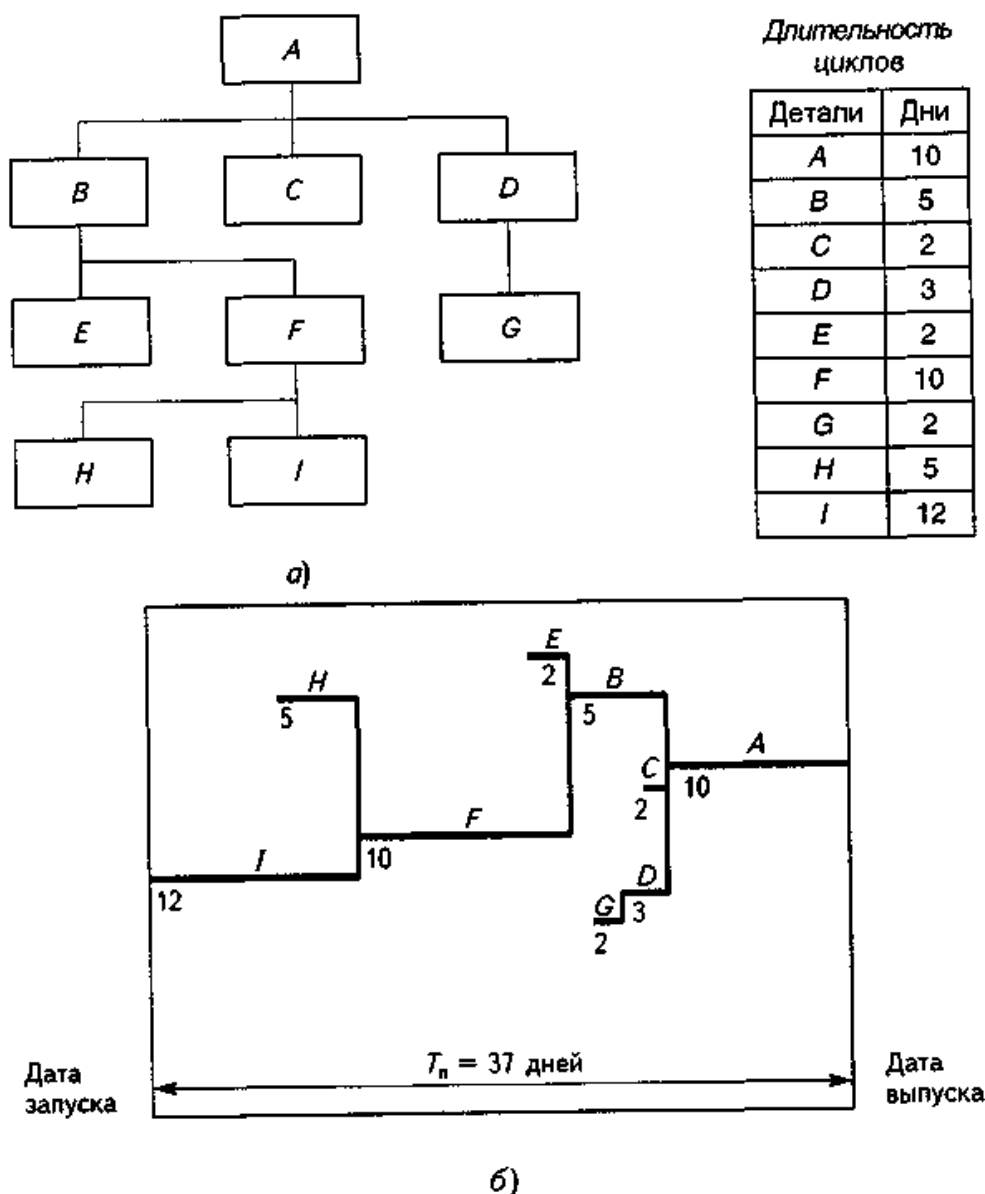 A
B
C
D
E
F
G
H
I
Длительность
циклов
Детали Дни
A 10
B 5
C 2
D 3
E 2
F 10
G 2
H 5
I 12
а)
E
2
H
5
B
5
A
10
C
2
F
10
I
12
D
3
G
2
Tп = 37 дней
Дата
запуска
Дата
выпуска
б)